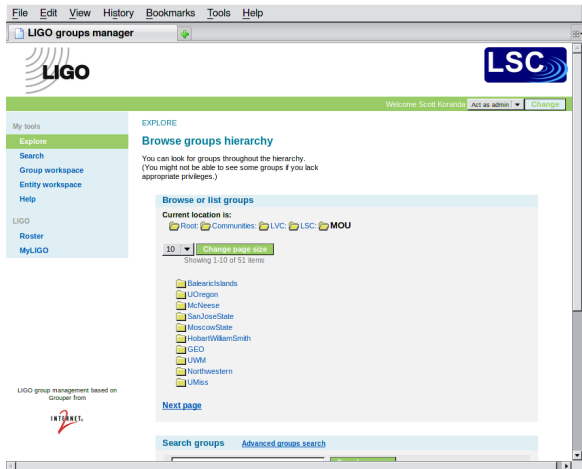 File Edit View History Bookmarks Tools Help
LIGO groups manager
LIGO
LSC
Welcome Scott Koranda Act as admin Change
My tools
Explore
Search
Group workspace
Entity workspace
Help
LIGO
Roster
MyLIGO
LIGO group management based on
Grouper from
INTERNET
2
EXPLORE
Browse groups hierarchy
You can look for groups throughout the hierarchy.
(You might not be able to see some groups if you lack
appropriate privileges.)
Browse or list groups
Current location is:
Root: Communities: LVC: LSC: MOU
10 Change page size
Showing 1-10 of 51 items
BalearicIslands
UOregon
McNeese
SanJoseState
MoscowState
HobartWilliamSmith
GEO
UWM
Northwestern
UMiss
Next page
Search groups Advanced groups search